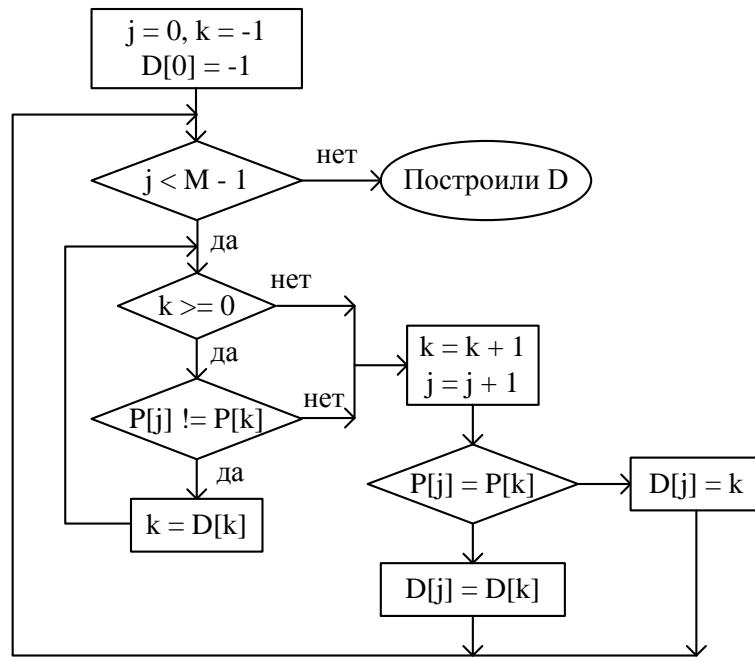 j = 0, k = -1
D[0] = -1
j < M - 1
нет
Построили D
да
k >= 0
нет
да
P[j] != P[k]
нет
да
k = D[k]
k = k + 1
j = j + 1
P[j] = P[k]
D[j] = k
D[j] = D[k]